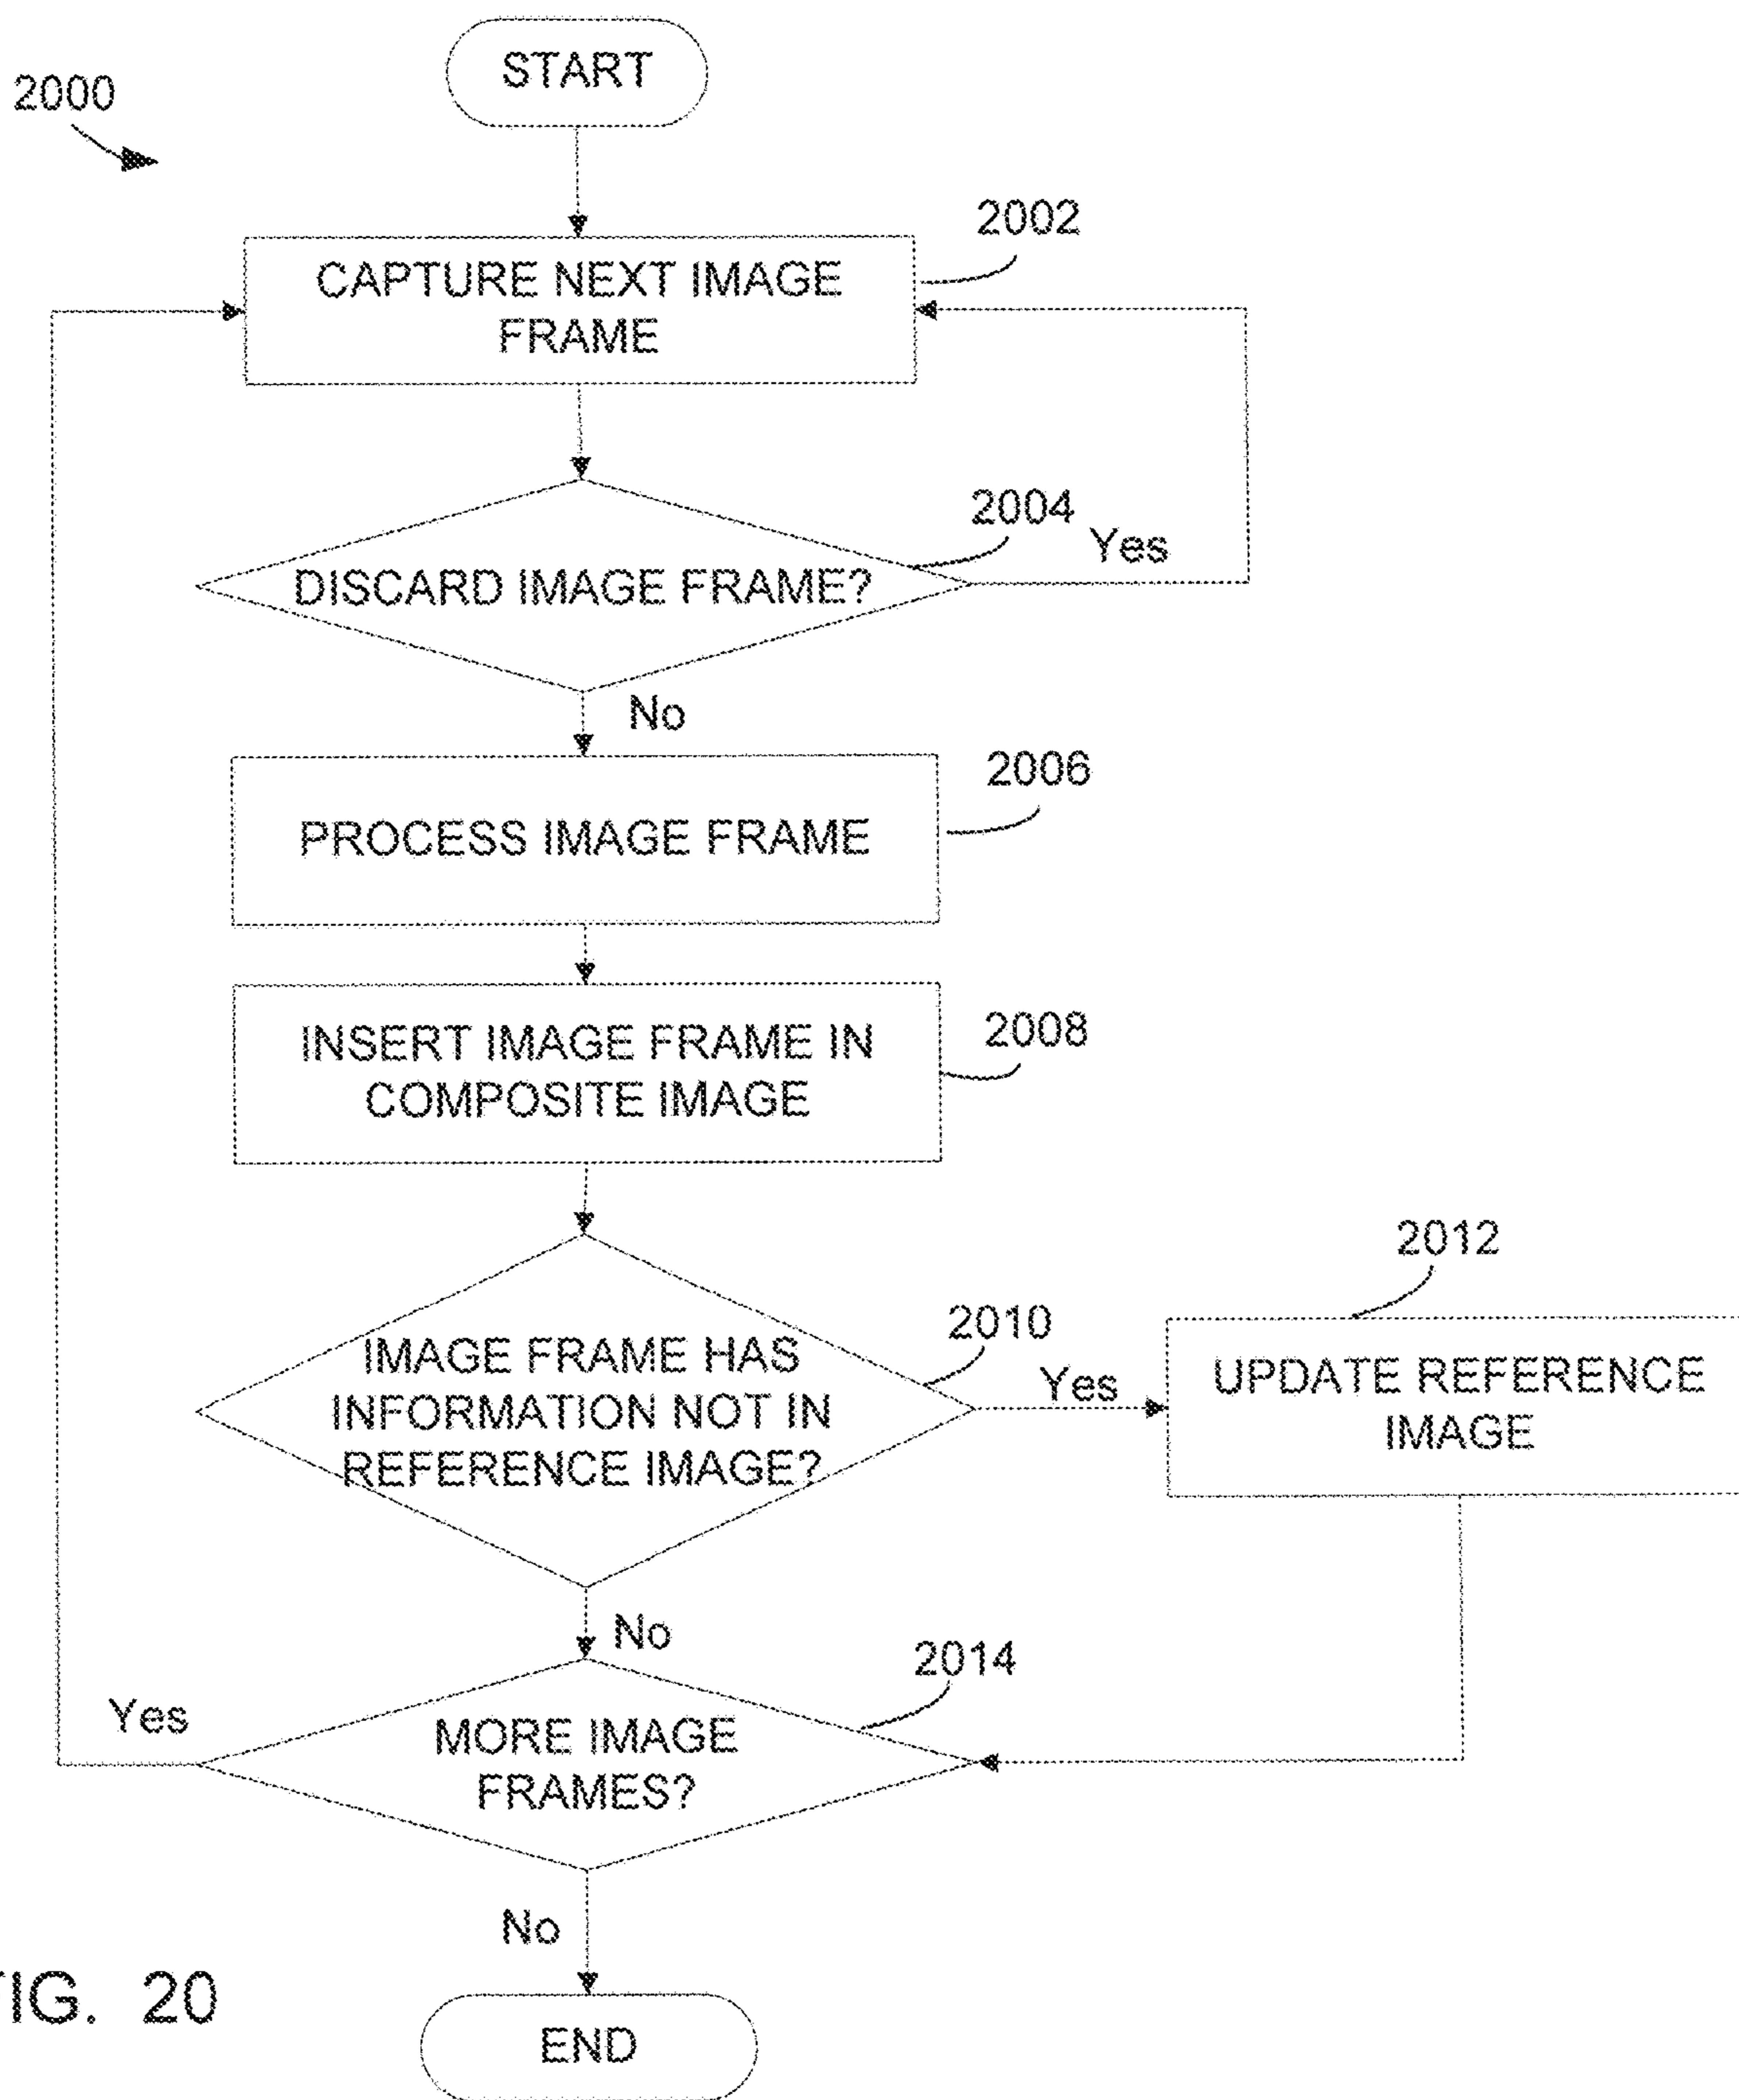 START
2000
2002
CAPTURE NEXT IMAGE
FRAME
2004
Yes
DISCARD IMAGE FRAME?
No
2006
PROCESS IMAGE FRAME
2008
INSERT IMAGE FRAME IN
COMPOSITE IMAGE
2010
IMAGE FRAME HAS
INFORMATION NOT IN
REFERENCE IMAGE?
Yes
2012
UPDATE REFERENCE
IMAGE
No
2014
Yes
MORE IMAGE
FRAMES?
No
IG. 20
END